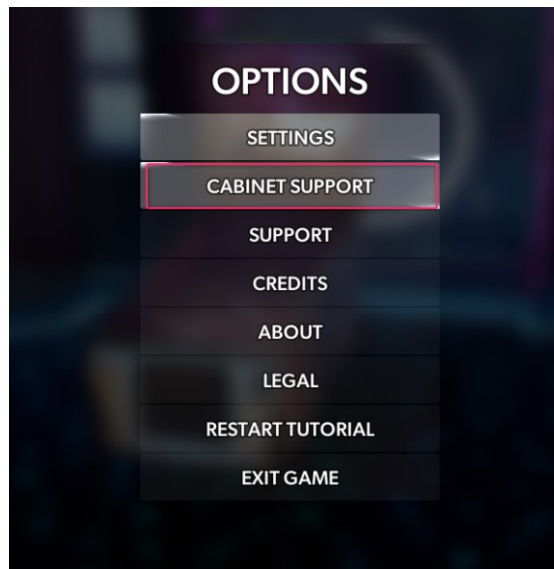 OPTIONS
SETTINGS
CABINET SUPPORT
SUPPORT
CREDITS
ABOUT
LEGAL
RESTART TUTORIAL
EXIT GAME